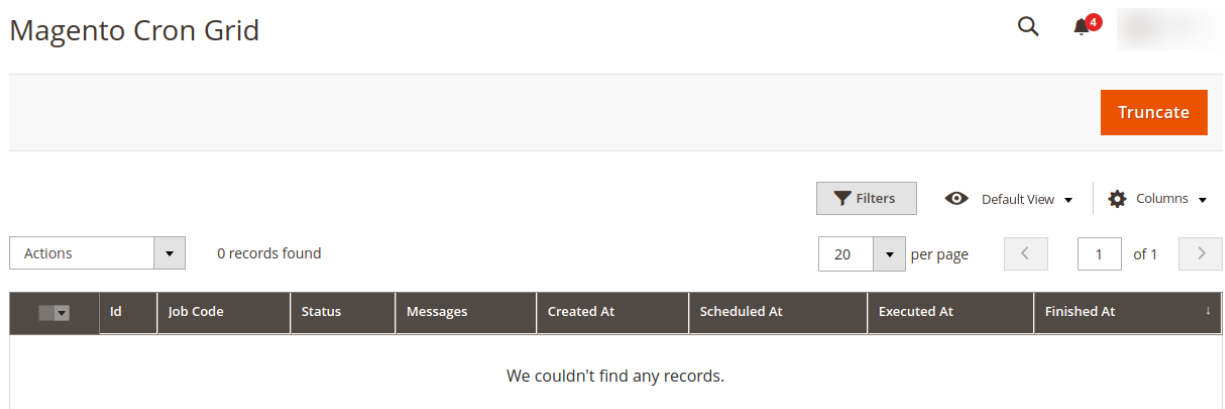 Magento Cron Grid
4
Truncate
Filters
Default View
Columns
Actions
0 records found
20
per page
1
of 1
Id
Job Code
Status
Messages
Created At
Scheduled At
Executed At
Finished At ↓
We couldn't find any records.